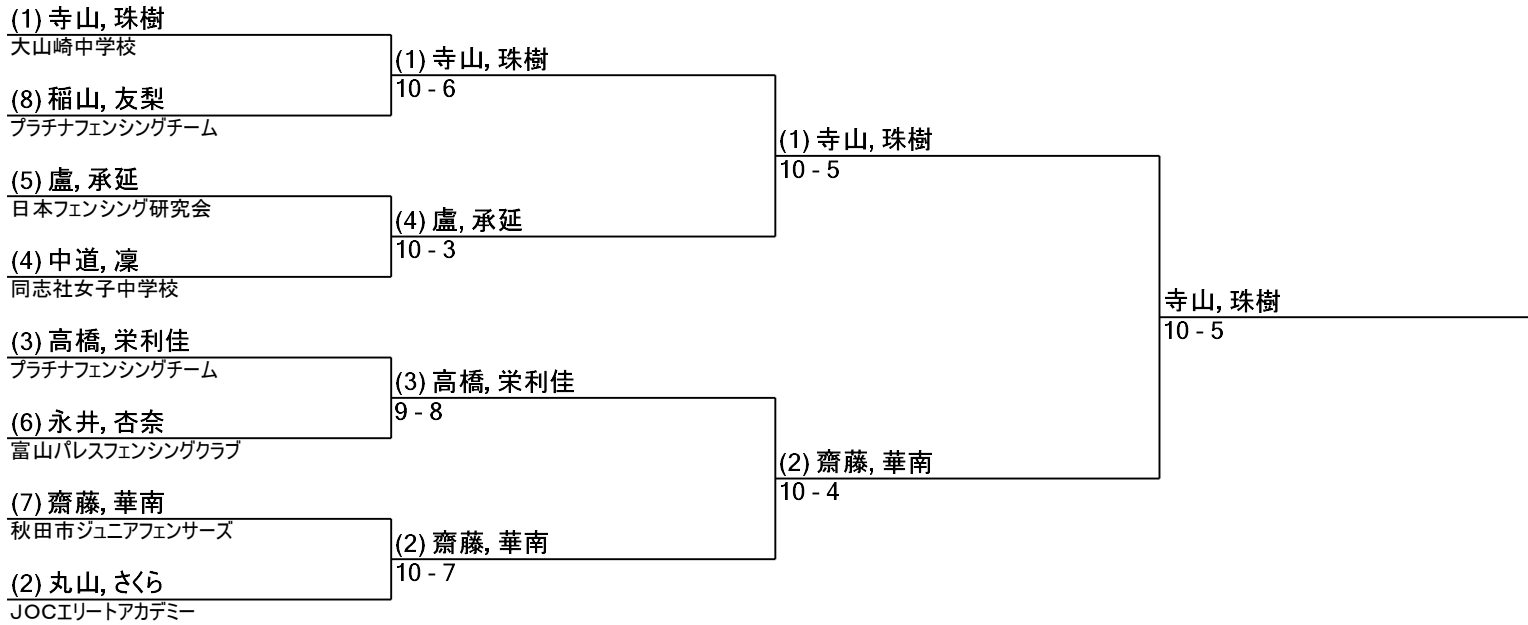 (1) 寺山, 珠樹
大山崎中学校
(8) 稲山, 友梨
プラチナフェンシングチーム
(5) 盧, 承延
日本フェンシング研究会
(4) 中道, 凜
同志社女子中学校
(3) 高橋, 栄利佳
プラチナフェンシングチーム
(6) 永井, 杏奈
富山パレスフェンシングクラブ
(7) 齋藤, 華南
秋田市ジュニアフェンサーズ
(2) 丸山, さくら
JOCエリートアカデミー
(1) 寺山, 珠樹
10 - 6
(4) 盧, 承延
10 - 3
(3) 高橋, 栄利佳
9 - 8
(2) 齋藤, 華南
10 - 7
(1) 寺山, 珠樹
10 - 5
(2) 齋藤, 華南
10 - 4
寺山, 珠樹
10 - 5